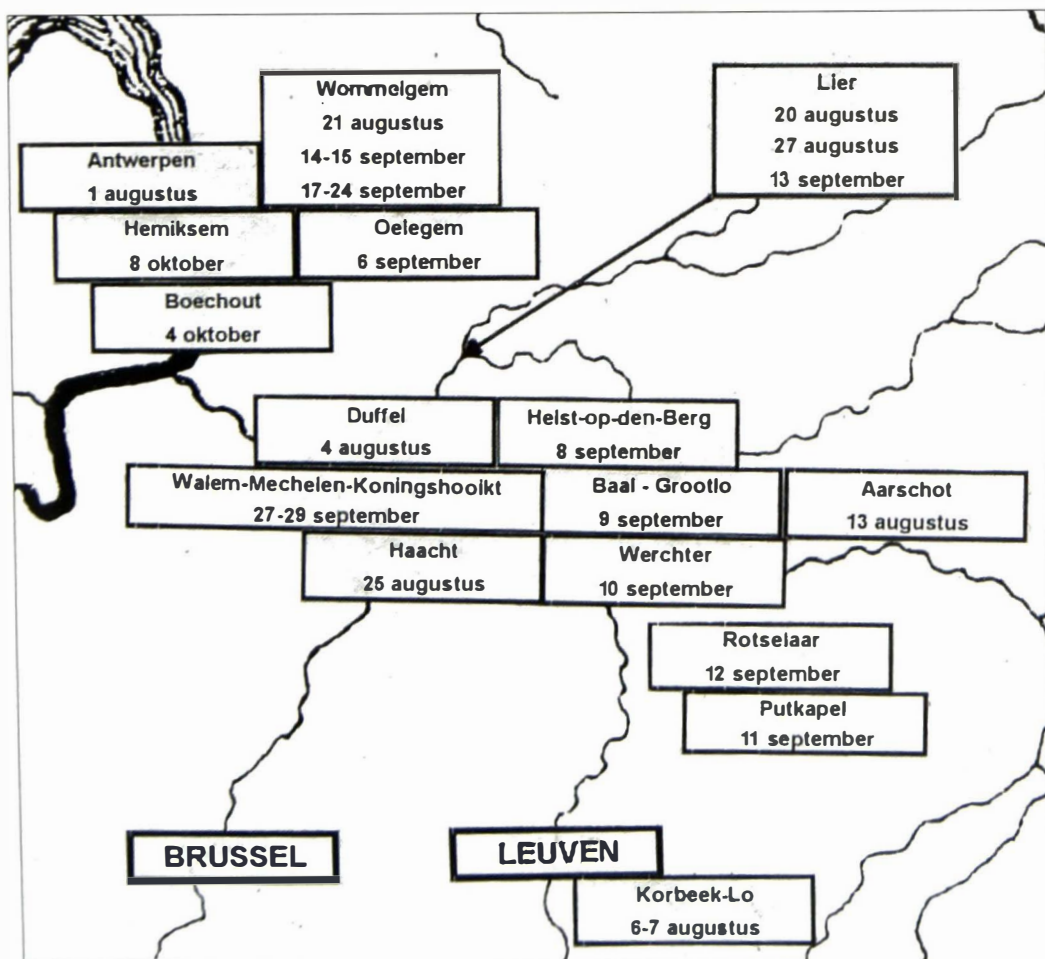 Wommelgem
21 augustus
14-15 september
17-24 september
Lier
20 augustus
27 augustus
13 september
Antwerpen
1 augustus
Hemiksem
8 oktober
Oelegem
6 september
Boechout
4 oktober
Duffel
4 augustus
Heist-op-den-Berg
8 september
Walem-Mechelen-Koningshooikt
27-29 september
Baal - Grootlo
9 september
Aarschot
13 augustus
Haacht
25 augustus
Werchter
10 september
Rotselaar
12 september
Putkapel
11 september
BRUSSEL
LEUVEN
Korbeek-Lo
6-7 augustus